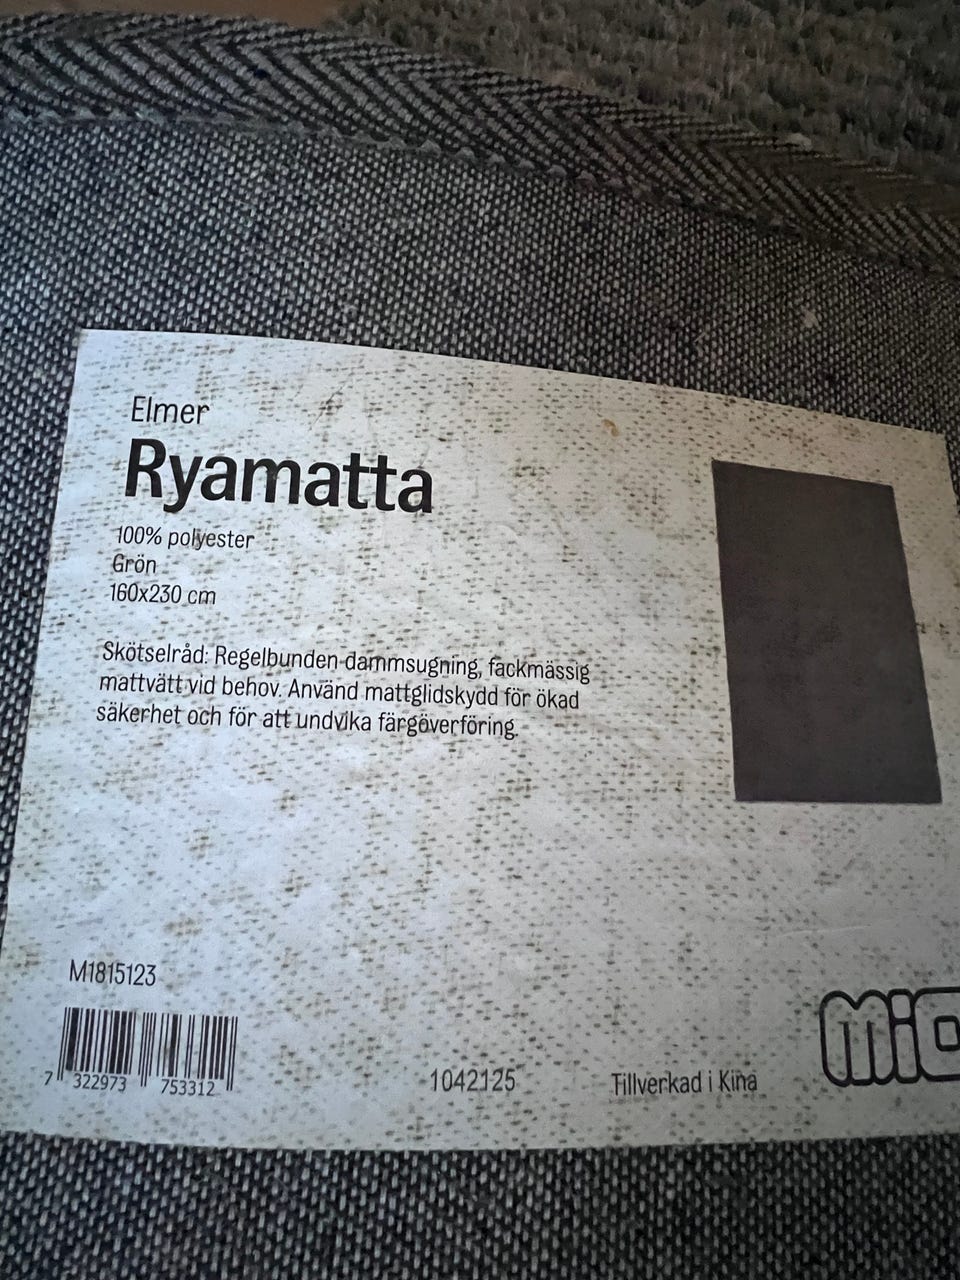 Elmer
Ryamatta
100% polyester
Grön
160x230 cm
Skötselråd: Regelbunden dammsugning, fackmässig
mattvätt vid behov. Använd mattglidskydd för ökad
säkerhet och för att undvika färgöverföring.
M1815123
7 322973 753312
1042125
Tillverkad i Kina
mio